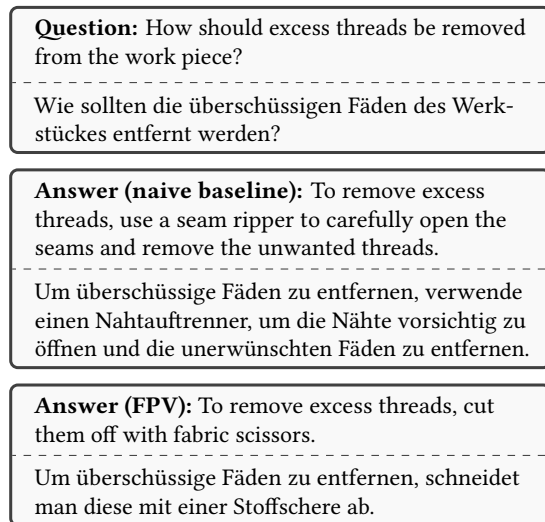 Question: How should excess threads be removed
from the work piece?
Wie sollten die überschüssigen Fäden des Werk-
stückes entfernt werden?
Answer (naive baseline): To remove excess
threads, use a seam ripper to carefully open the
seams and remove the unwanted threads.
Um überschüssige Fäden zu entfernen, verwende
einen Nahtauftrenner, um die Nähte vorsichtig zu
öffnen und die unerwünschten Fäden zu entfernen.
Answer (FPV): To remove excess threads, cut
them off with fabric scissors.
Um überschüssige Fäden zu entfernen, schneidet
man diese mit einer Stoffschere ab.